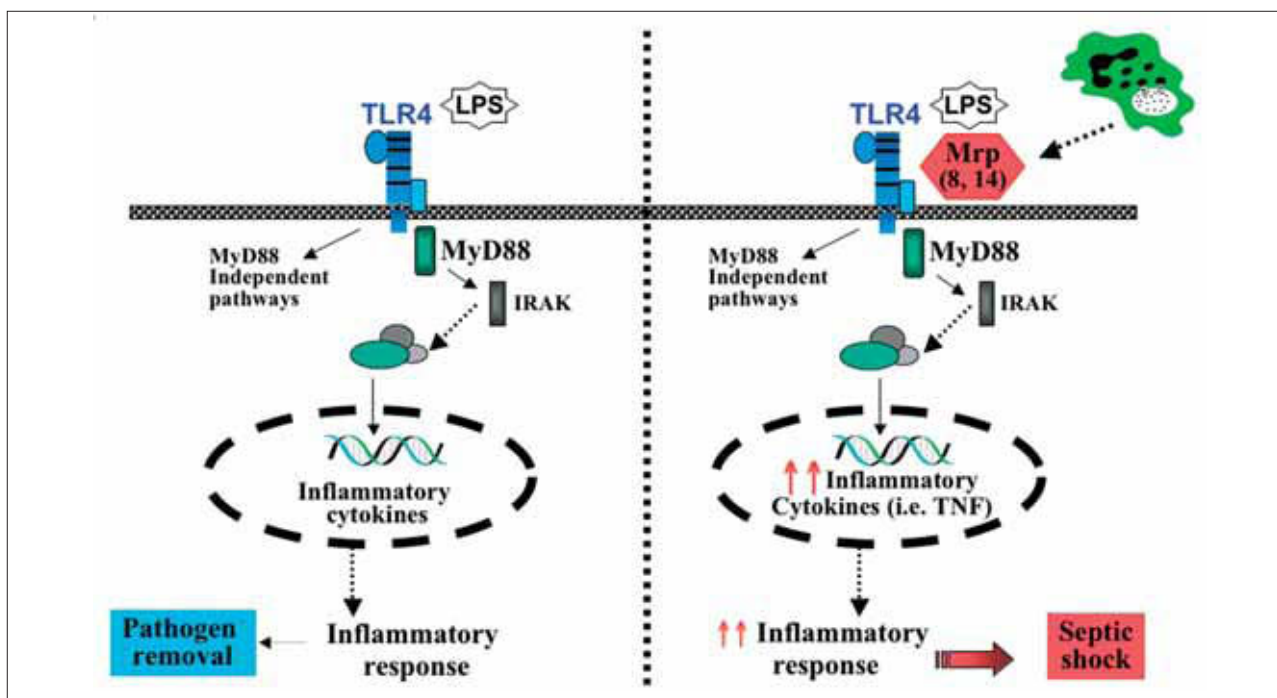 LPS
TLR4
MyD88
Independent
pathways
MyD88
IRAK
Inflammatory
cytokines
Inflammatory
response
Pathogen
removal
LPS
TLR4
Mrp
(8, 14)
MyD88
Independent
pathways
MyD88
IRAK
Inflammatory
Cytokines (i.e. TNF)
Inflammatory
response
Septic
shock